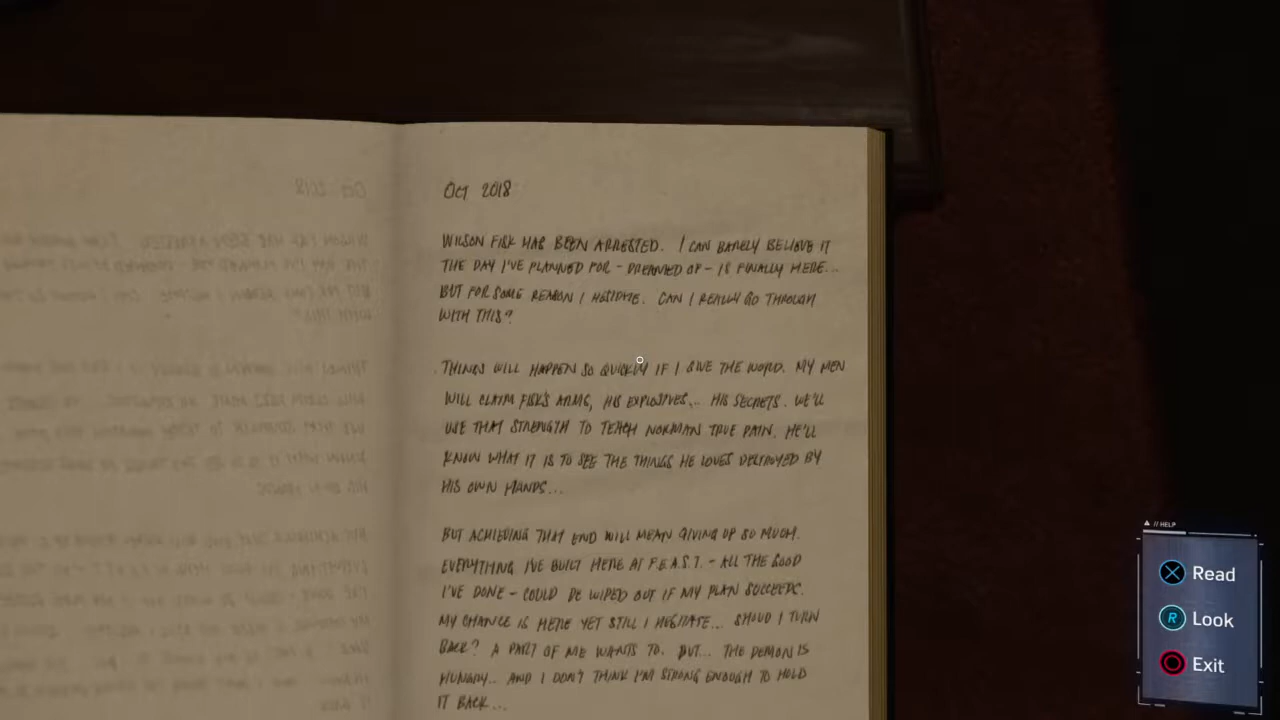 Oct 2018
WILSON FISK HAS BEEN ARRESTED. I CAN BARELY BELIEVE IT
THE DAY I'VE PLANNED FOR - DREAMED OF - IS FINALLY HERE...
BUT FOR SOME REASON I HESITATE. CAN I REALLY GO THROUGH
WITH THIS?
THINGS WILL HAPPEN SO QUICKLY IF I GIVE THE WORD. MY MEN
WILL CLAIM FISK'S ARMS, HIS EXPLOSIVES... HIS SECRETS. WE'LL
USE THAT STRENGTH TO TEACH NORMAN TRUE PAIN. HE'LL
KNOW WHAT IT IS TO SEE THE THINGS HE LOVES DESTROYED BY
HIS OWN HANDS...
BUT ACHIEVING THAT END WILL MEAN GIVING UP SO MUCH.
EVERYTHING I'VE BUILT HERE AT F.E.A.S.T. - ALL THE GOOD
I'VE DONE - COULD BE WIPED OUT IF MY PLAN SUCCEEDS.
MY CHANCE IS HERE YET STILL I HESITATE... SHOULD I TURN
BACK? A PART OF ME WANTS TO. BUT... THE DEMON IS
HUNGRY... AND I DON'T THINK I'M STRONG ENOUGH TO HOLD
IT BACK...
// HELP
Read
R Look
Exit